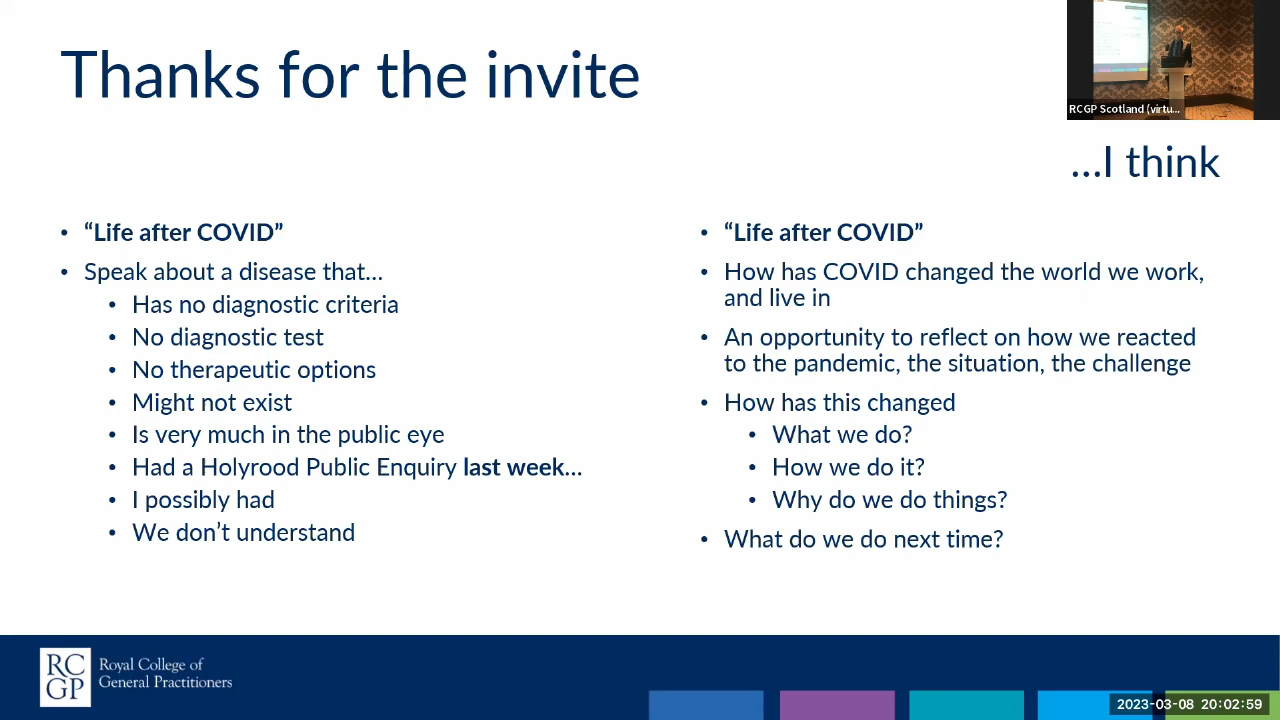 Thanks for the invite
RCGP Scotland (virtu...
...I think
• “Life after COVID”
• Speak about a disease that...
• Has no diagnostic criteria
• No diagnostic test
• No therapeutic options
• Might not exist
• Is very much in the public eye
• Had a Holyrood Public Enquiry last week...
• I possibly had
• We don’t understand
• “Life after COVID”
• How has COVID changed the world we work,
and live in
• An opportunity to reflect on how we reacted
to the pandemic, the situation, the challenge
• How has this changed
• What we do?
• How we do it?
• Why do we do things?
• What do we do next time?
RC
GP
Royal College of
General Practitioners
2023-03-08 20:02:59